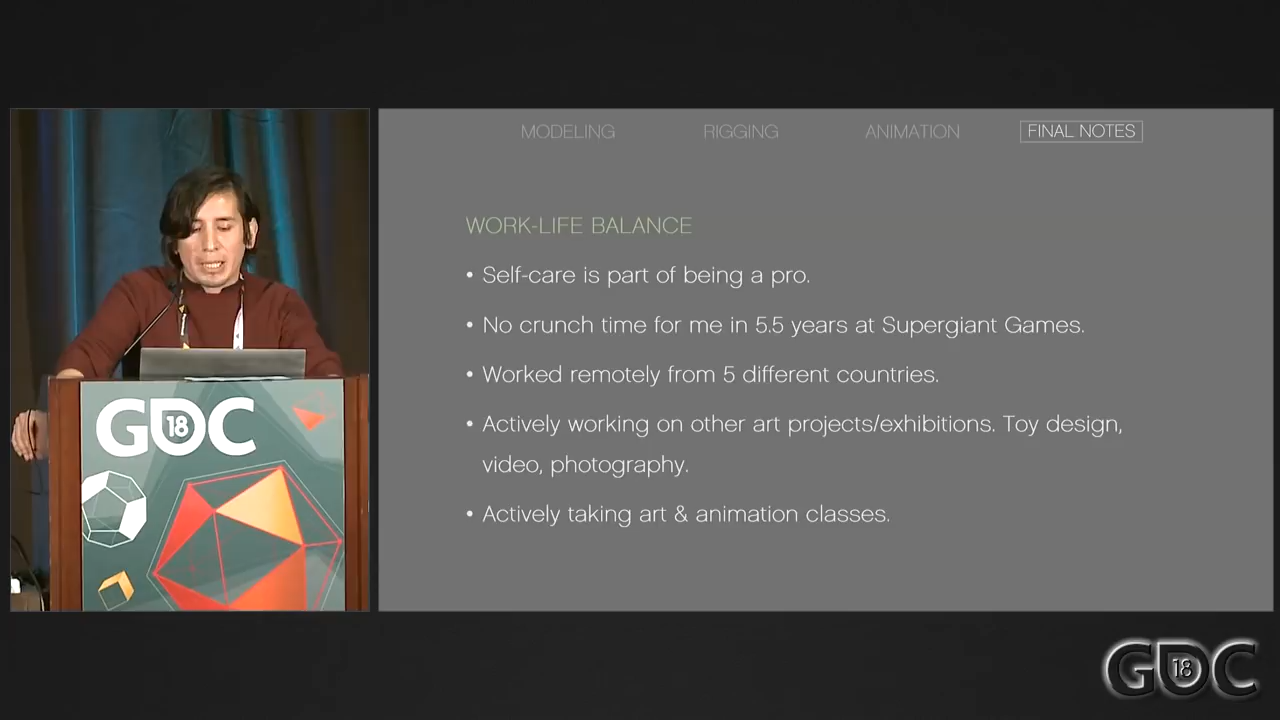 MODELING RIGGING ANIMATION FINAL NOTES
WORK-LIFE BALANCE
• Self-care is part of being a pro.
• No crunch time for me in 5.5 years at Supergiant Games.
• Worked remotely from 5 different countries.
• Actively working on other art projects/exhibitions. Toy design,
video, photography.
• Actively taking art & animation classes.
GDC 18
GDC 18